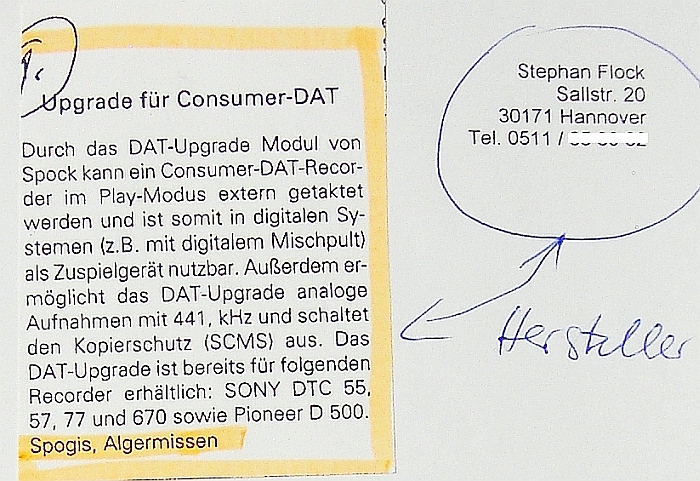 1.
Upgrade für Consumer-DAT
Durch das DAT-Upgrade Modul von
Spock kann ein Consumer-DAT-Recor-
der im Play-Modus extern getaktet
werden und ist somit in digitalen Sy-
stemen (z.B. mit digitalem Mischpult)
als Zuspielgerät nutzbar. Außerdem er-
möglicht das DAT-Upgrade analoge
Aufnahmen mit 441, kHz und schaltet
den Kopierschutz (SCMS) aus. Das
DAT-Upgrade ist bereits für folgenden
Recorder erhältlich: SONY DTC 55,
57, 77 und 670 sowie Pioneer D 500.
Spogis, Algermissen
Stephan Flock
Sallstr. 20
30171 Hannover
Tel. 0511 /
Hersteller